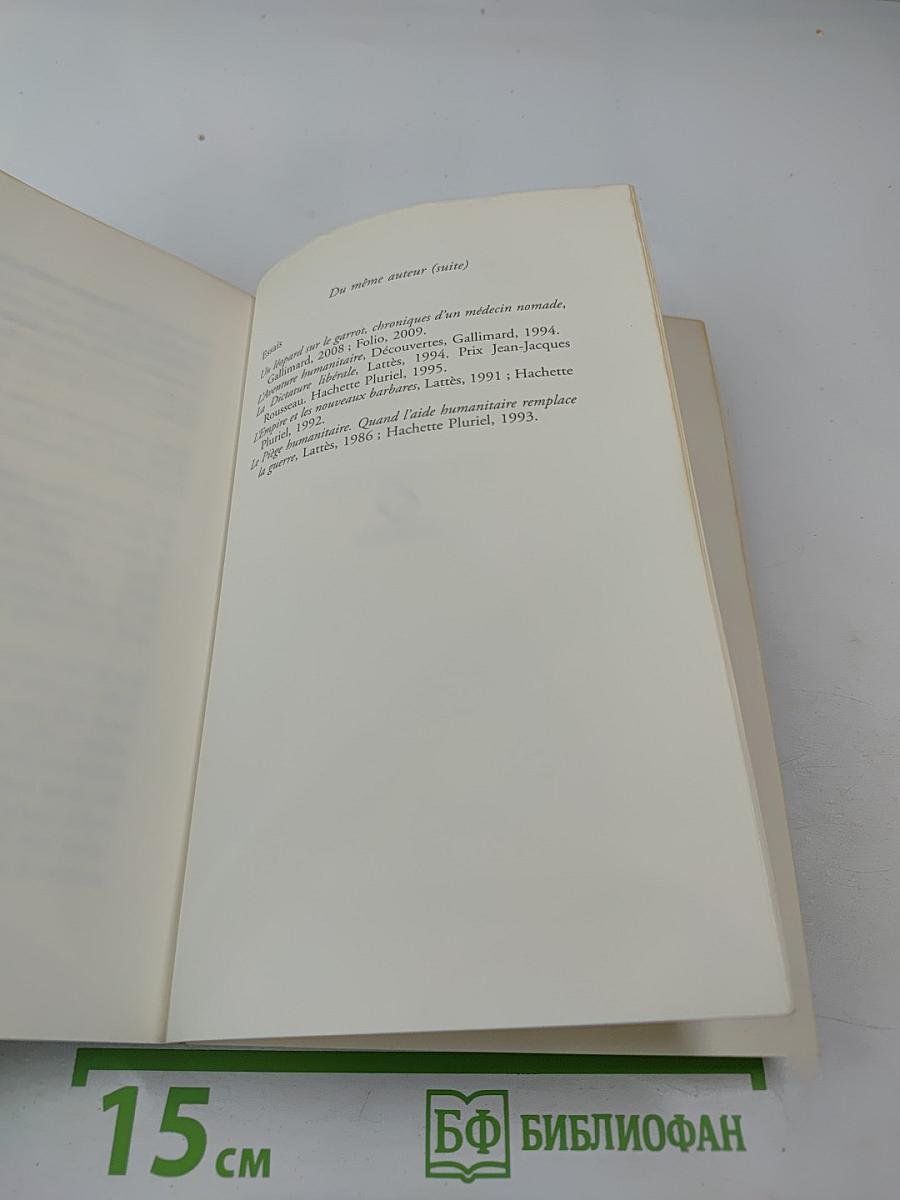 Du même auteur (suite)
Essais
Un léopard sur le garrot, chroniques d'un médecin nomade,
Gallimard, 2008 ; Folio, 2009.
L'Aventure humanitaire, Découvertes, Gallimard, 1994.
La Dictature libérale, Lattès, 1994. Prix Jean-Jacques
Rousseau. Hachette Pluriel, 1995.
L'Empire et les nouveaux barbares, Lattès, 1991 ; Hachette
Pluriel, 1992.
Le Piège humanitaire. Quand l'aide humanitaire remplace
la guerre, Lattès, 1986 ; Hachette Pluriel, 1993.
15 см
БФ БИБЛИОФАН